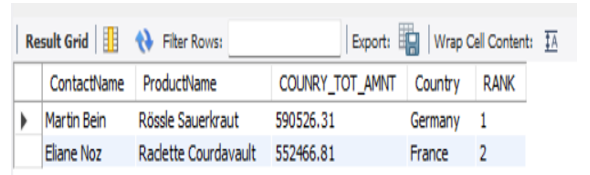 Result Grid Filter Rows: Export: Wrap Cell Content:
ContactName ProductName COUNRY_TOT_AMNT Country RANK
Martin Bein Rössle Sauerkraut 590526.31 Germany 1
Eliane Noz Raclette Courdavault 552466.81 France 2